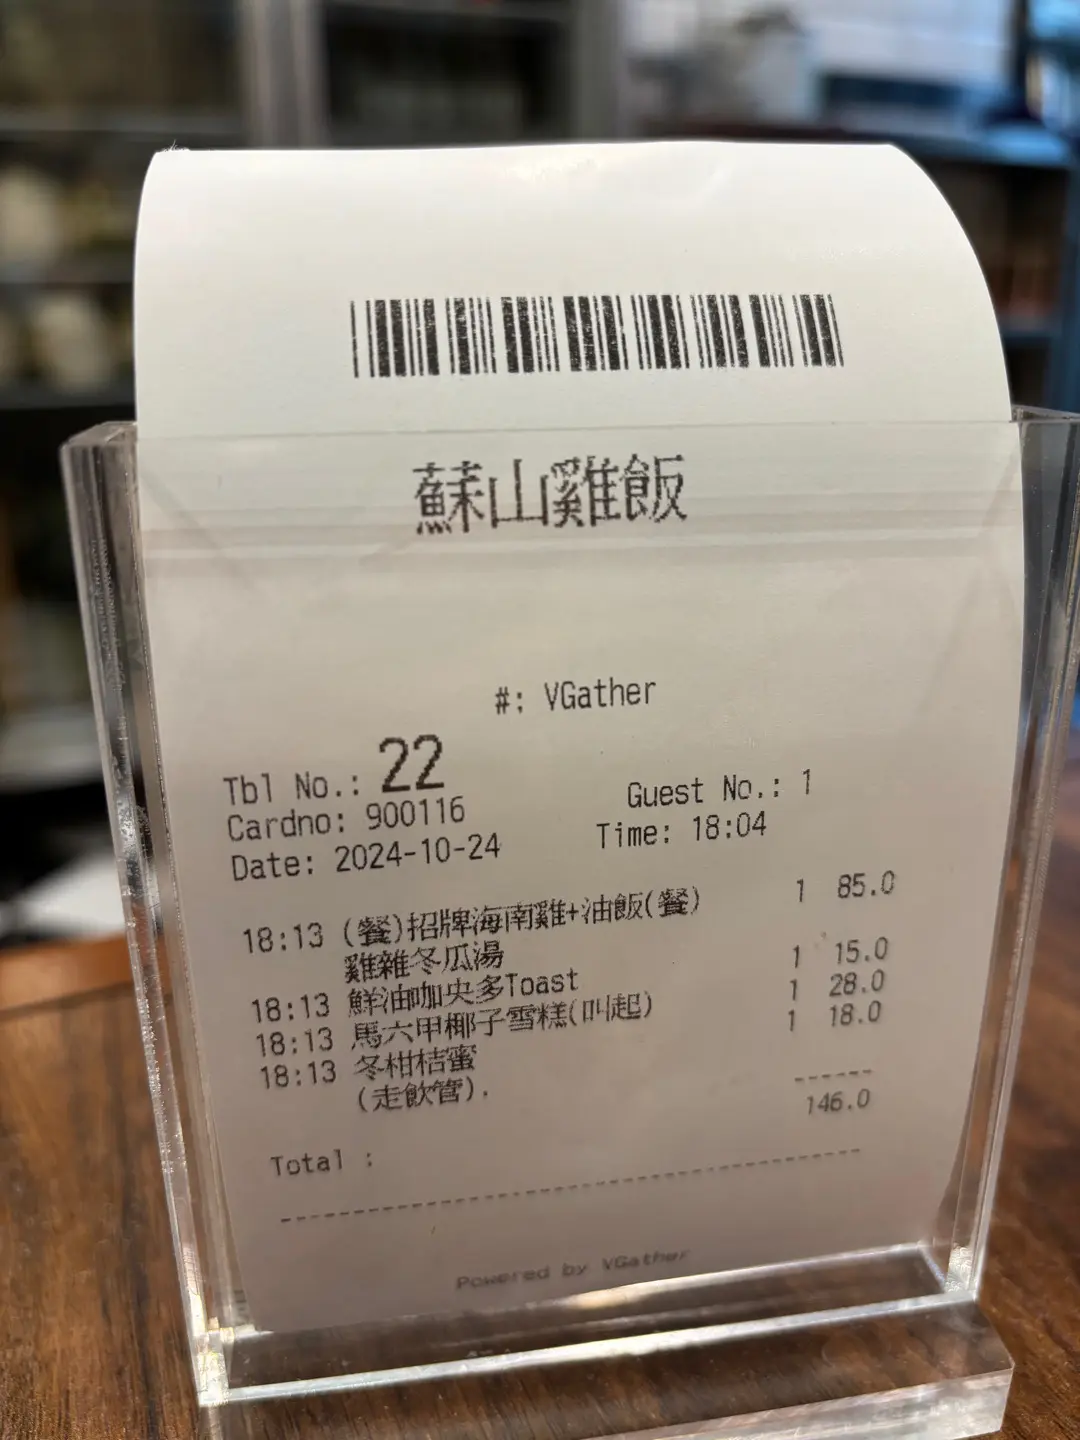 蘇山雞飯
#: VGather
Tbl No.: 22
Guest No.: 1
Cardno: 900116
Time: 18:04
Date: 2024-10-24
18:13 (餐)招牌海南雞+油飯(餐) 1 85.0
雞雜冬瓜湯
18:13 鮮油咖央多Toast 1 15.0
18:13 馬六甲椰子雪糕(叫起) 1 28.0
18:13 冬柑桔蜜 1 18.0
(走飲管).
146.0
Total :
Powered by VGather